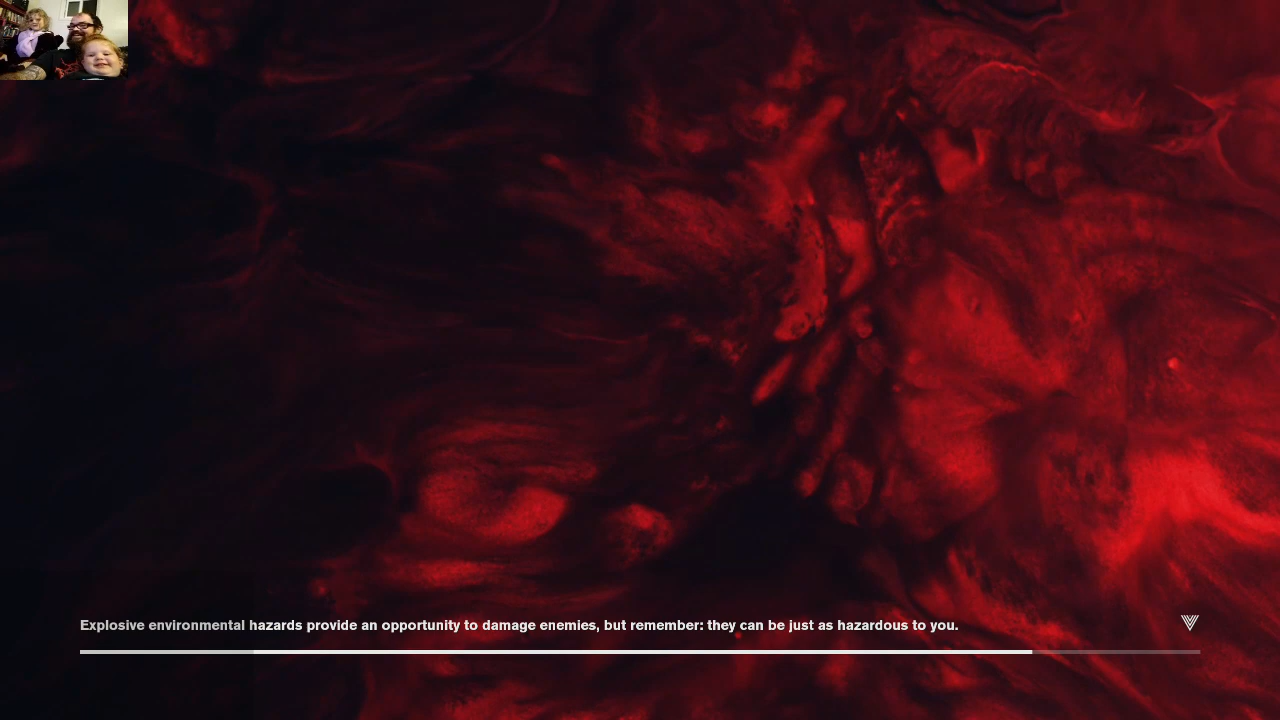 Explosive environmental hazards provide an opportunity to damage enemies, but remember: they can be just as hazardous to you.